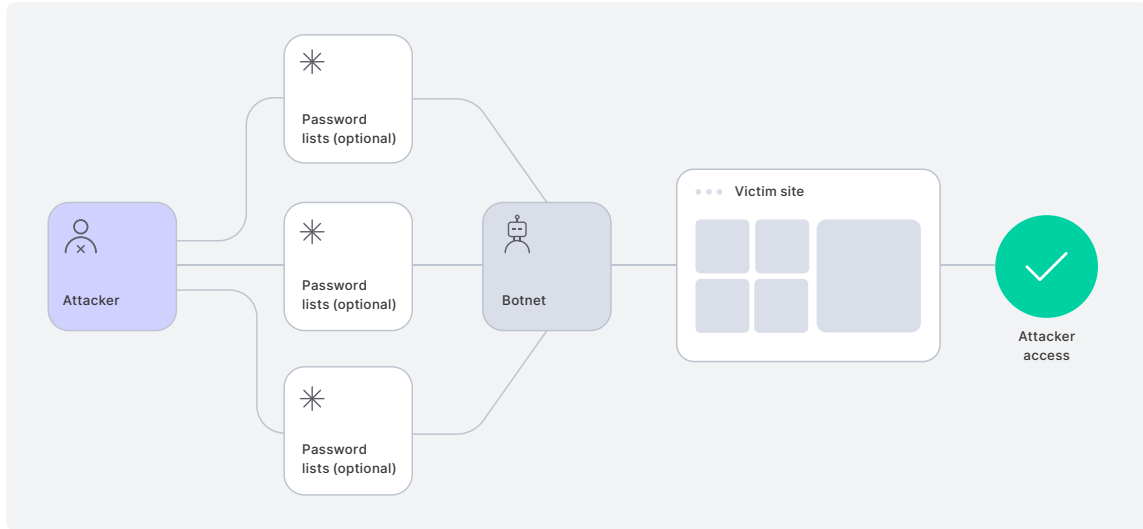 Password
lists (optional)
Attacker
Password
lists (optional)
Botnet
Victim site
Attacker
access
Password
lists (optional)